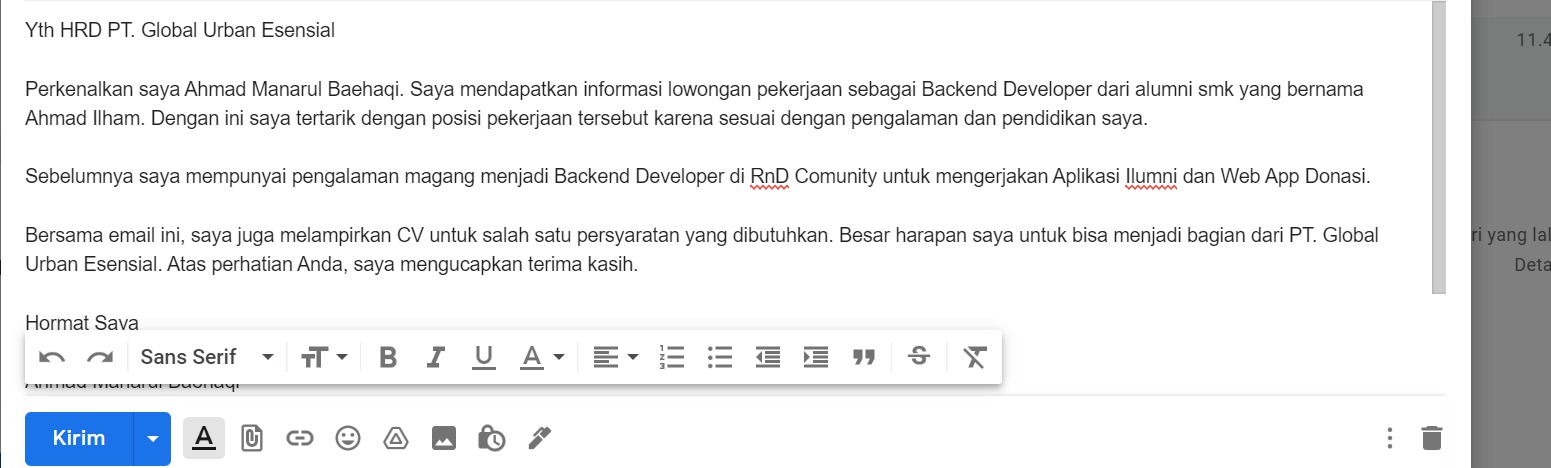 Yth HRD PT. Global Urban Esensial
11.4
Perkenalkan saya Ahmad Manarul Baehaqi. Saya mendapatkan informasi lowongan pekerjaan sebagai Backend Developer dari alumni smk yang bernama
Ahmad Ilham. Dengan ini saya tertarik dengan posisi pekerjaan tersebut karena sesuai dengan pengalaman dan pendidikan saya.
Sebelumnya saya mempunyai pengalaman magang menjadi Backend Developer di RnD Comunity untuk mengerjakan Aplikasi Ilumni dan Web App Donasi.
Bersama email ini, saya juga melampirkan CV untuk salah satu persyaratan yang dibutuhkan. Besar harapan saya untuk bisa menjadi bagian dari PT. Global
Urban Esensial. Atas perhatian Anda, saya mengucapkan terima kasih.
ri yang lal
Deta
Hormat Saya
Sans Serif
Ahmad Manarul Baehaqi
Kirim